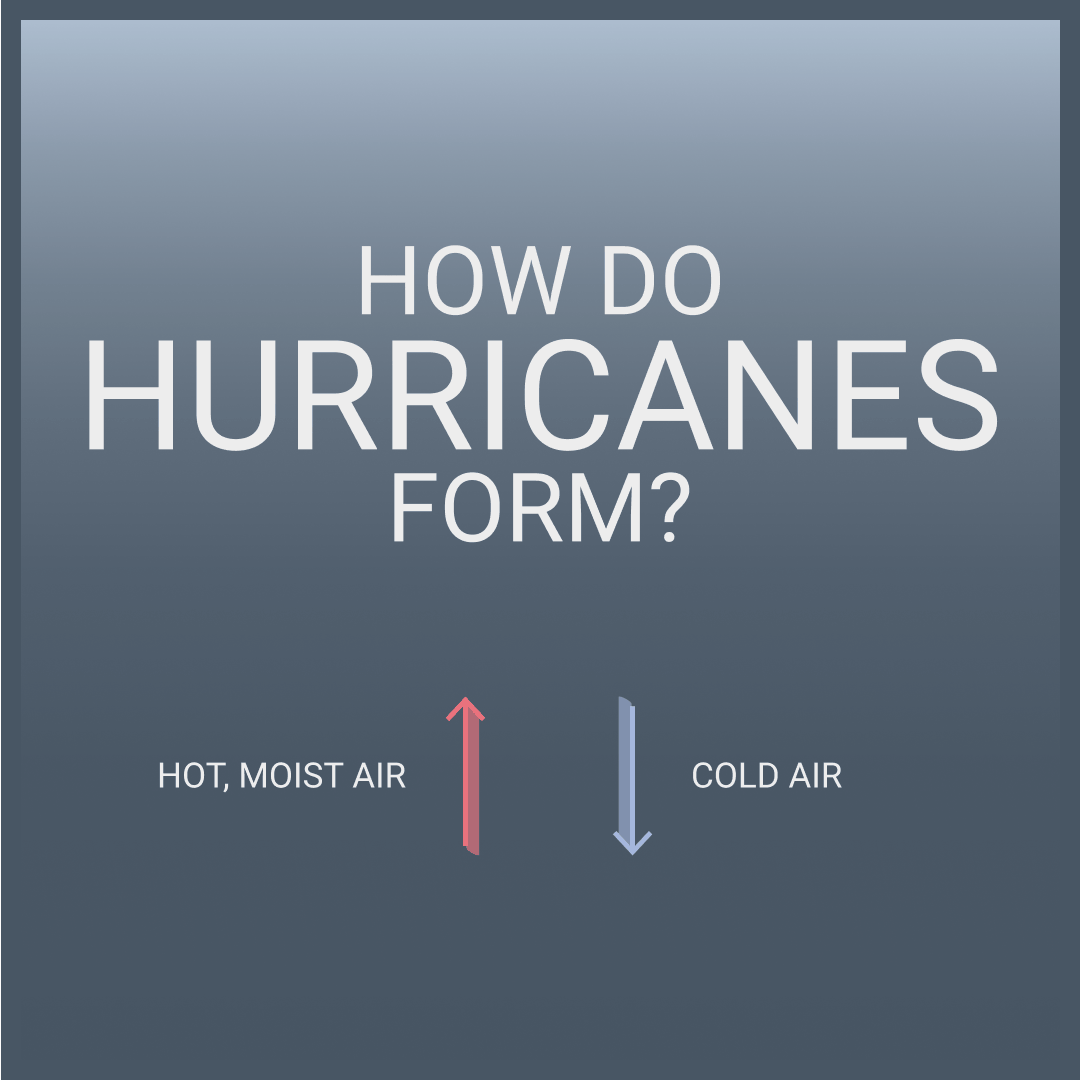 HOW DO
HURRICANES
FORM?
HOT, MOIST AIR
COLD AIR